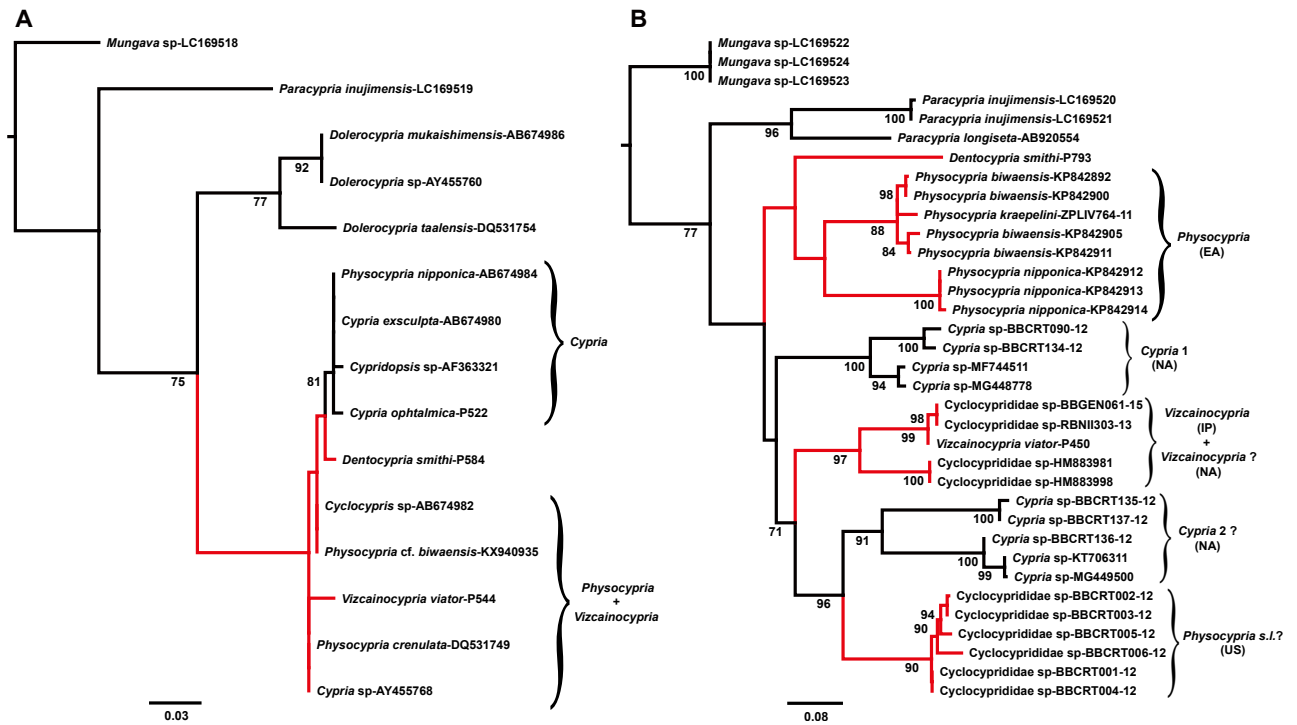 A
Mungava sp-LC169518
Paracypria inujimensis-LC169519
Dolerocypria mukaishimensis-AB674986
92
Dolerocypria sp-AY455760
77
Dolerocypria taalensis-DQ531754
Physocypria nipponica-AB674984
Cypria exsculpta-AB674980
Cypria
Cypridopsis sp-AF363321
81
75
Cypria ophtalmica-P522
Dentocypria smithi-P584
Cyclocypris sp-AB674982
Physocypria cf. biwaensis-KX940935
Physocypria
+
Vizcainocypria
Vizcainocypria viator-P544
Physocypria crenulata-DQ531749
Cypria sp-AY455768
0.03
B
Mungava sp-LC169522
Mungava sp-LC169524
100
Mungava sp-LC169523
Paracypria inujimensis-LC169520
100
Paracypria inujimensis-LC169521
96
Paracypria longiseta-AB920554
Dentocypria smithi-P793
Physocypria biwaensis-KP842892
98
Physocypria biwaensis-KP842900
Physocypria kraepelini-ZPLIV764-11
88
77
Physocypria biwaensis-KP842905
84
Physocypria biwaensis-KP842911
Physocypria
(EA)
Physocypria nipponica-KP842912
Physocypria nipponica-KP842913
100
Physocypria nipponica-KP842914
Cypria sp-BBCRT090-12
100
Cypria sp-BBCRT134-12
100
Cypria sp-MF744511
94
Cypria sp-MG448778
Cypria 1
(NA)
Cyclocyprididae sp-BBGEN061-15
98
Cyclocyprididae sp-RBNII303-13
99
Vizcainocypria viator-P450
97
Cyclocyprididae sp-HM883981
100
Cyclocyprididae sp-HM883998
Vizcainocypria
(IP)
+
Vizcainocypria ?
(NA)
71
Cypria sp-BBCRT135-12
100
Cypria sp-BBCRT137-12
91
Cypria sp-BBCRT136-12
100
Cypria sp-KT706311
99
Cypria sp-MG449500
Cypria 2 ?
(NA)
96
Cyclocyprididae sp-BBCRT002-12
94
Cyclocyprididae sp-BBCRT003-12
90
Cyclocyprididae sp-BBCRT005-12
Cyclocyprididae sp-BBCRT006-12
90
Cyclocyprididae sp-BBCRT001-12
Cyclocyprididae sp-BBCRT004-12
Physocypria s.l.?
(US)
0.08